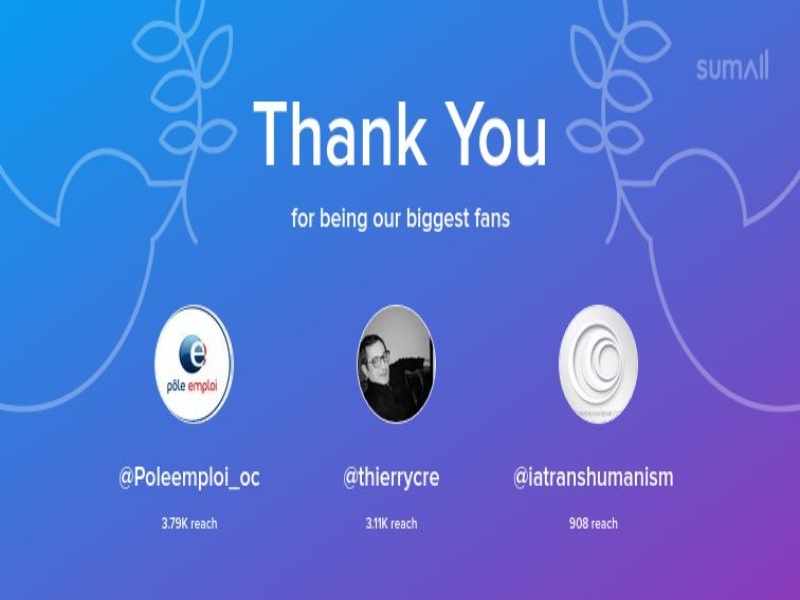 sumall
Thank You
for being our biggest fans
pôle emploi
@Poleemploi_oc
@thierrycre
@iatranshumanism
3.79K reach
3.11K reach
908 reach